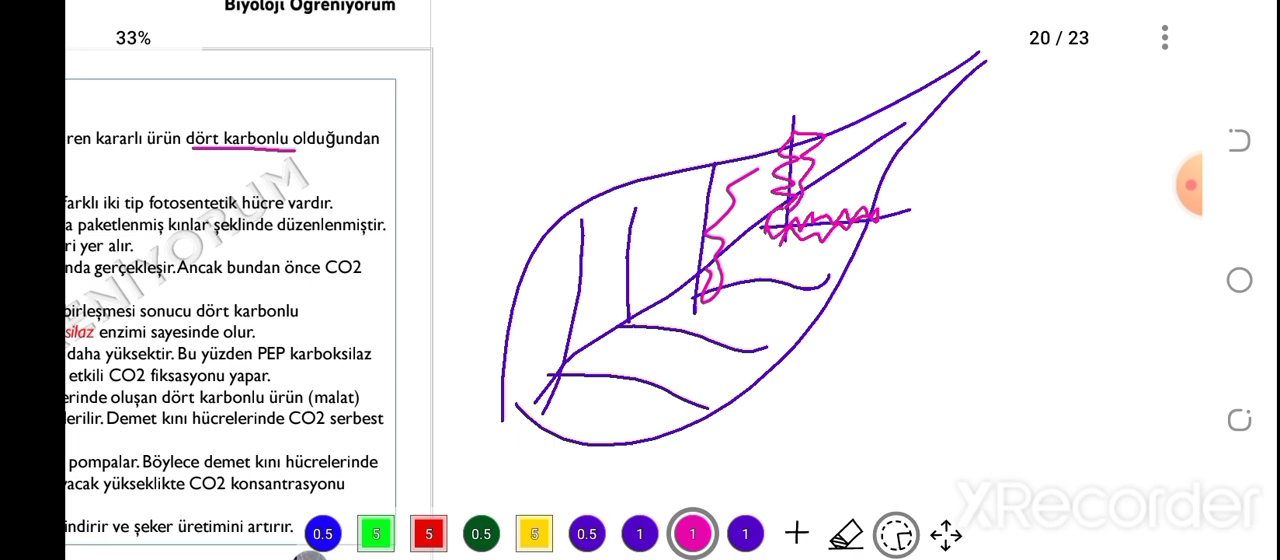 Biyoloji Öğreniyorum
33%
20 / 23
ren kararlı ürün dört karbonlu olduğundan
farklı iki tip fotosentetik hücre vardır.
a paketlenmiş kınlar şeklinde düzenlenmiştir.
ri yer alır.
nda gerçekleşir. Ancak bundan önce CO2
birleşmesi sonucu dört karbonlu
silaz enzimi sayesinde olur.
daha yüksektir. Bu yüzden PEP karboksilaz
etkili CO2 fiksasyonu yapar.
erinde oluşan dört karbonlu ürün (malat)
lerilir. Demet kını hücrelerinde CO2 serbest
pompalar. Böylece demet kını hücrelerinde
yacak yükseklikte CO2 konsantrasyonu
indirir ve şeker üretimini artırır.
ENİYORUM
XRecorder
0.5 5 5 0.5 5 0.5 1 1 1